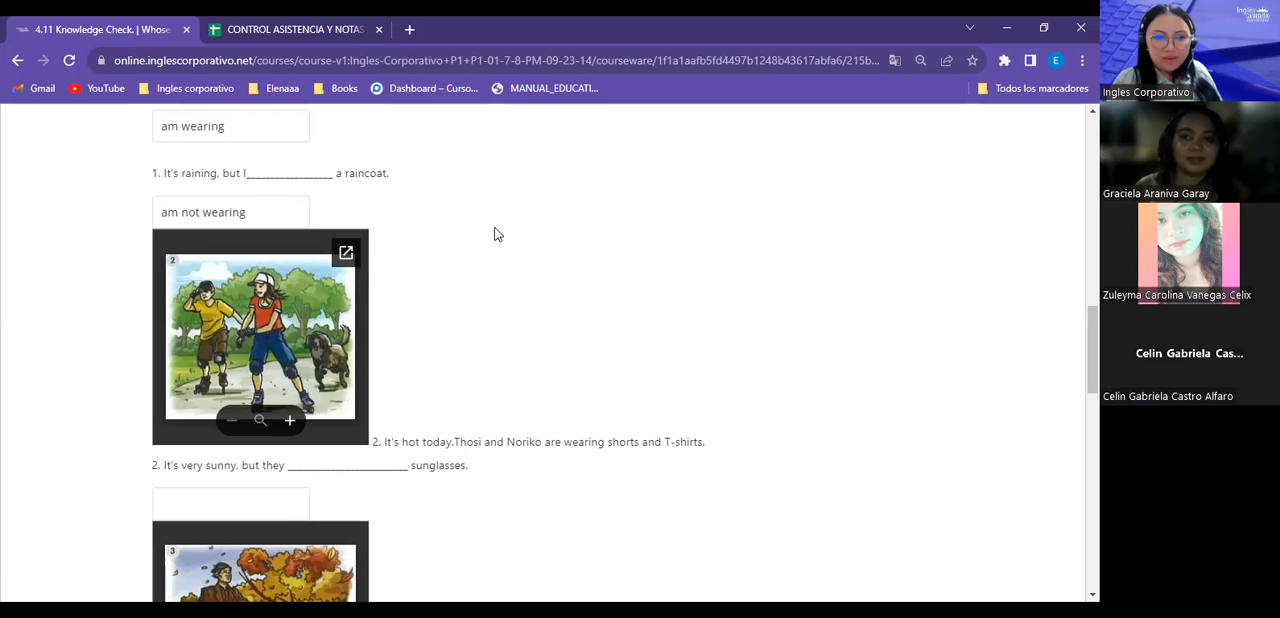 4.11 Knowledge Check. | Whose
CONTROL ASISTENCIA Y NOTAS
online.inglescorporativo.net/courses/course-v1:Ingles-Corporativo+P1+P1-01-7-8-PM-09-23-14/courseware/1f1a1aafb5fd4497b1248b43617abfa6/215b...
E
Gmail
YouTube
Ingles corporativo
Elenaaa
Books
Dashboard – Curso...
MANUAL_EDUCATI...
Todos los marcadores
am wearing
1. It's raining, but I_________________ a raincoat.
am not wearing
2
2. It's hot today.Thosi and Noriko are wearing shorts and T-shirts.
2. It's very sunny, but they ________________________ sunglasses.
3
Ingles
Ingles Corporativo
Graciela Araniva Garay
Zuleyma Carolina Vanegas Celix
Celin Gabriela Cas...
Celin Gabriela Castro Alfaro